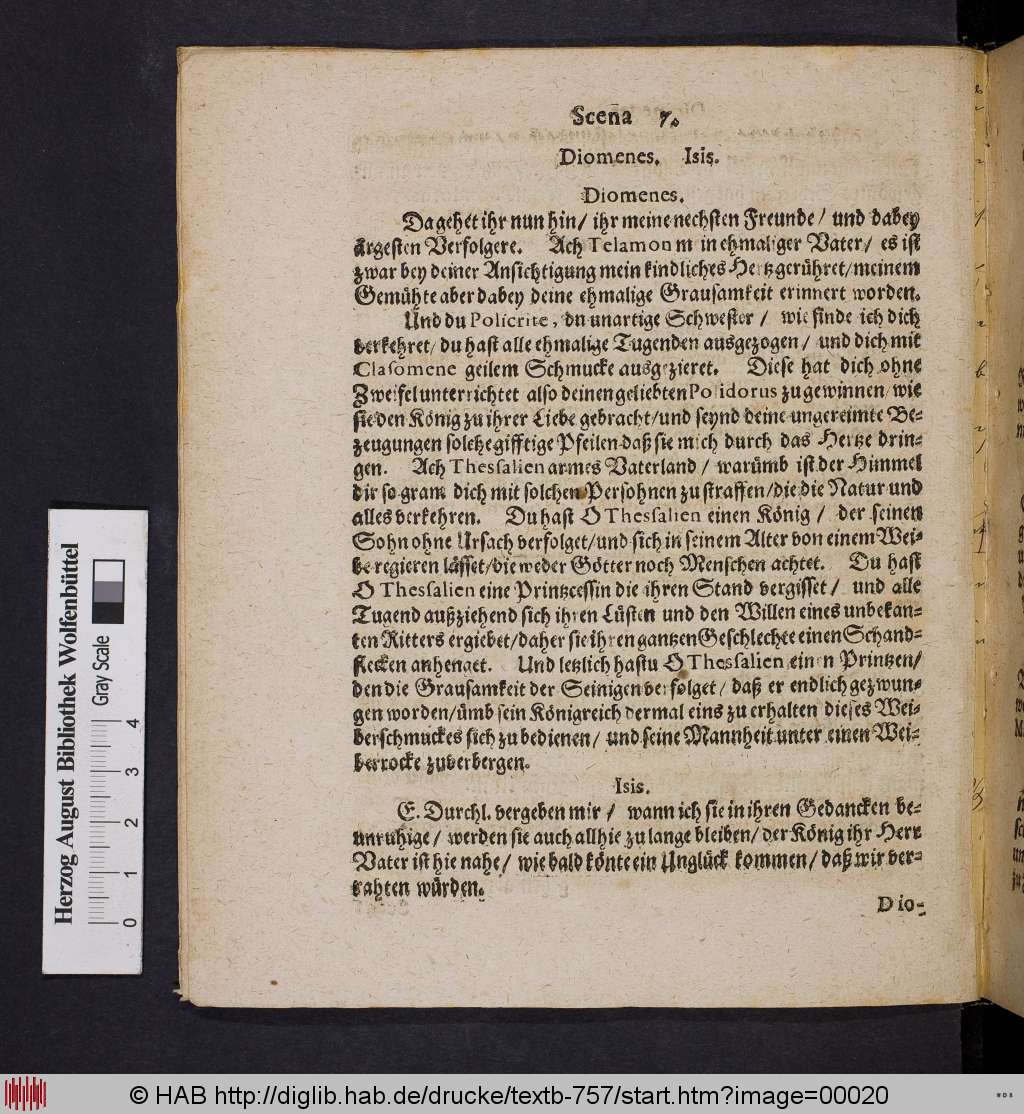 Sceña 7.
Diomenes. Isis.
Diomenes.
Da gehet ihr nun hin / ihr meine nechsten Freunde / und dabey
ärgesten Verfolgere. Ach Telamon m in ehmaliger Vater / es ist
zwar bey deiner Ansichtigung mein kindliches Hertz gerühret / meinem
Gemühte aber dabey deine ehmalige Grausamkeit erinnert worden.
Und du Policrite, du unartige Schwester / wie finde ich dich
verkehret / du hast alle ehmalige Tugenden ausgezogen / und dich mit
Clasomene geilem Schmucke ausgezieret. Diese hat dich ohne
Zweifel unterrichtet also deinen geliebten Polidorus zu gewinnen / wie
sie den König zu ihrer Liebe gebracht / und seynd deine ungereimte Be-
zeugungen solche gifftige Pfeilen daß sie mich durch das Hertze drin-
gen. Ach Thessalien armes Vaterland / warümb ist der Himmel
dir so gram dich mit solchen Persohnen zu straffen / die die Natur und
alles verkehren. Du hast O Thessalien einen König / der seinen
Sohn ohne Ursach verfolget / und sich in seinem Alter von einem Wei-
be regieren lässet / die weder Götter noch Menschen achtet. Du hast
O Thessalien eine Printzcessin die ihren Stand vergisset / und alle
Tugend außziehend sich ihren Lüsten und den Willen eines unbekan-
ten Ritters ergiebet / daher sie ihren gantzen Geschlechte einen Schand-
flecken anhenget. Und letzlich hastu O Thessalien einen Printzen /
den die Grausamkeit der Seinigen verfolget / daß er endlich gezwun-
gen worden / ümb sein Königreich dermal eins zu erhalten dieses Wei-
berschmuckes sich zu bedienen / und seine Mannheit unter einen Wei-
berrocke zuverbergen.
Isis.
E. Durchl. vergeben mir / wann ich sie in ihren Gedancken be-
unruhige / werden sie auch allhie zu lange bleiben / der König ihr Herr
Vater ist hie nahe / wie bald könte ein Unglück kommen / daß wir ver-
rahten würden.
Dio-
Herzog August Bibliothek Wolfenbüttel
Gray Scale
0 1 2 3 4
© HAB http://diglib.hab.de/drucke/textb-757/start.htm?image=00020